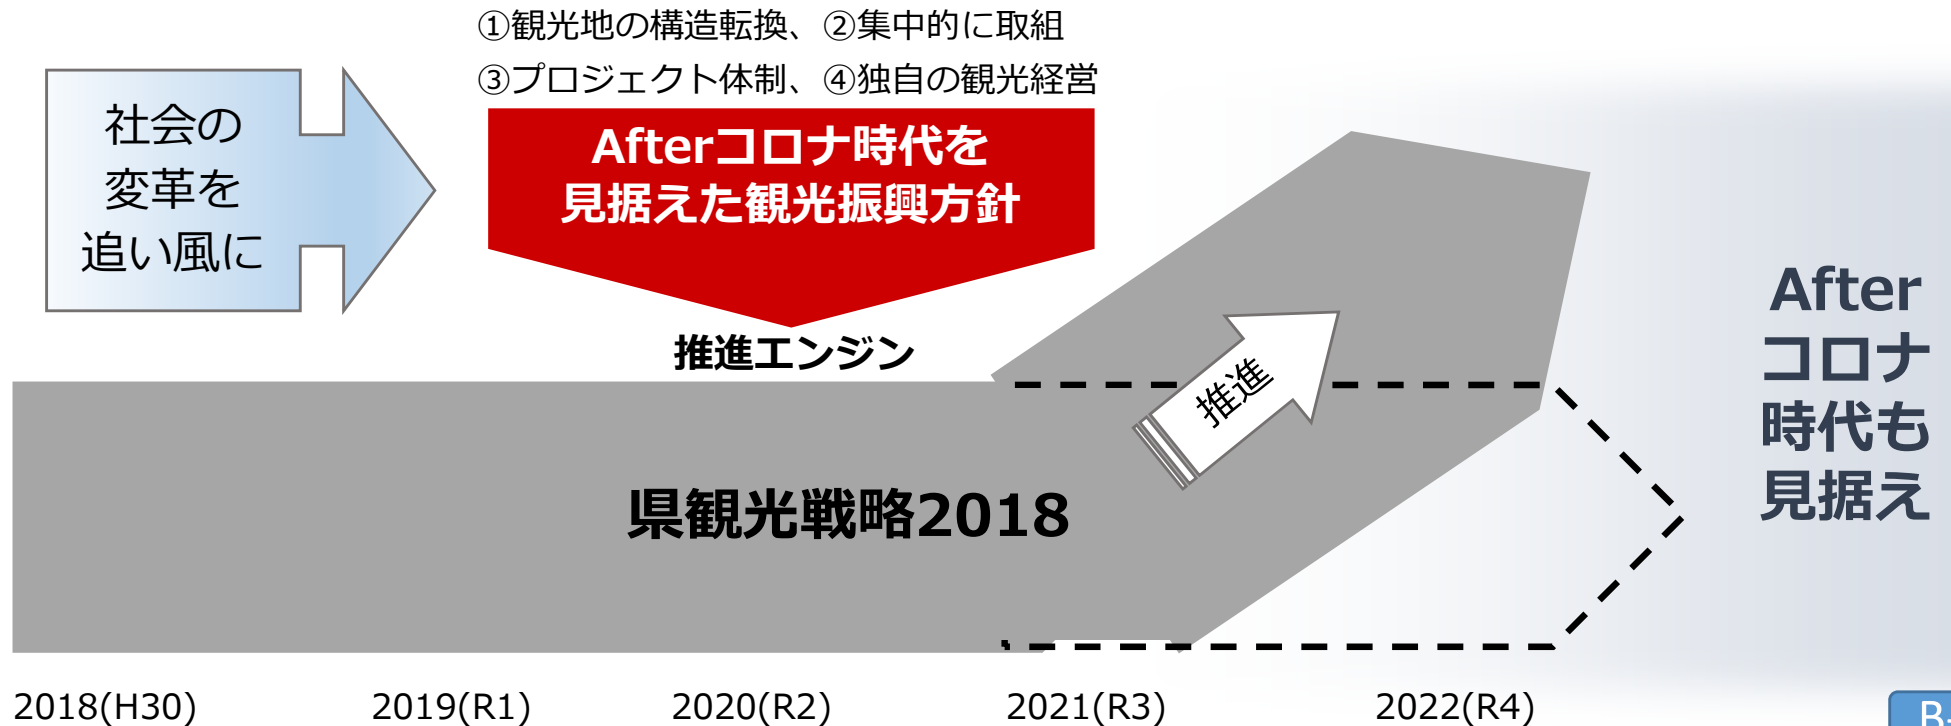 ①観光地の構造転換、②集中的に取組
③プロジェクト体制、④独自の観光経営
社会の
変革を
追い風に
Afterコロナ時代を
見据えた観光振興方針
推進エンジン
推進
県観光戦略2018
After
コロナ
時代も
見据え
2018(H30)
2019(R1)
2020(R2)
2021(R3)
2022(R4)